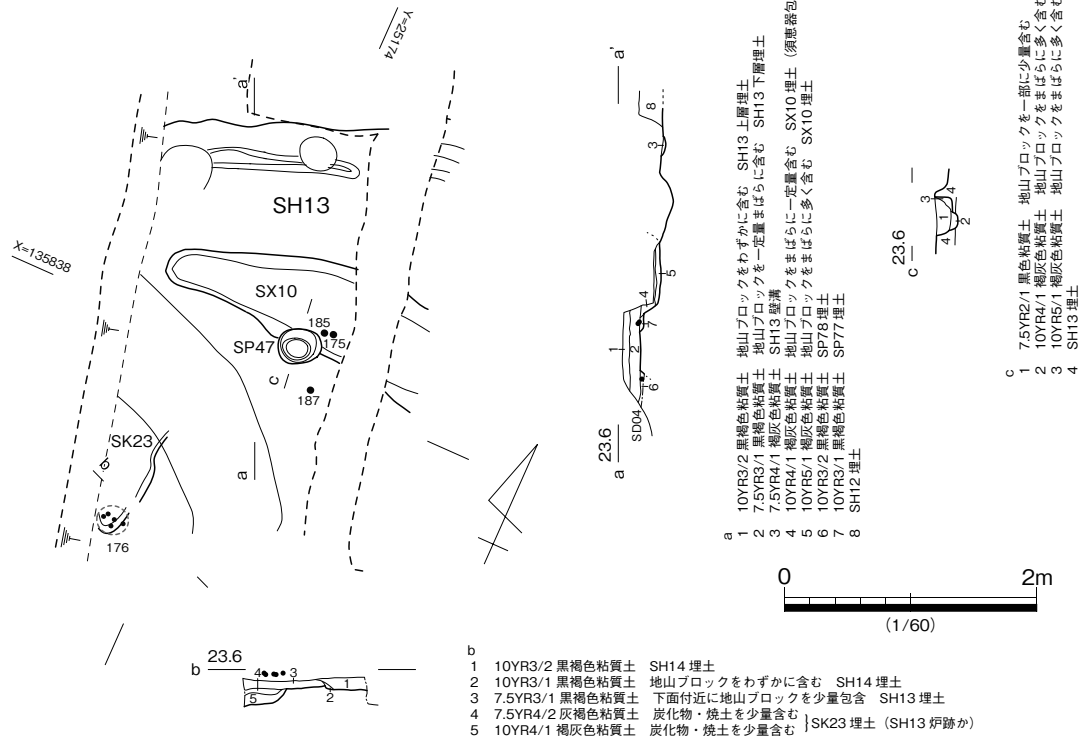 Y=25174
a'
X=135838
SH13
SX10
185
175
SP47
c
187
SK23
a
176
a'
8
3
5
4
7
1
2
6
SD04
23.6
a
a
1 10YR3/2 黒褐色粘質土 地山ブロックをわずかに含む SH13 上層埋土
2 7.5YR3/1 黒褐色粘質土 地山ブロックを一定量まばらに含む SH13 下層埋土
3 7.5YR4/1 褐灰色粘質土 SH13 壁溝
4 10YR4/1 褐灰色粘質土 地山ブロックをまばらに一定量含む SX10 埋土（須恵器包
5 10YR5/1 褐灰色粘質土 地山ブロックをまばらに多く含む SX10 埋土
6 10YR3/2 黒褐色粘質土 SP78 埋土
7 10YR3/1 黒褐色粘質土 SP77 埋土
8 SH12 埋土
3
4
1
2
4
23.6
c
c
1 7.5YR2/1 黒色粘質土 地山ブロックを一部に少量含む
2 10YR4/1 褐灰色粘質土 地山ブロックをまばらに多く含む
3 10YR5/1 褐灰色粘質土 地山ブロックをまばらに多く含む
4 SH13 埋土
0 2m
(1/60)
b 23.6
4 3 1
5 2
b
1 10YR3/2 黒褐色粘質土 SH14 埋土
2 10YR3/1 黒褐色粘質土 地山ブロックをわずかに含む SH14 埋土
3 7.5YR3/1 黒褐色粘質土 下面付近に地山ブロックを少量包含 SH13 埋土
4 7.5YR4/2 灰褐色粘質土 炭化物・焼土を少量含む
5 10YR4/1 褐灰色粘質土 炭化物・焼土を少量含む }SK23 埋土（SH13 炉跡か）